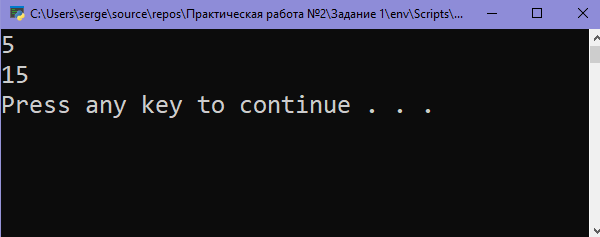 C:\Users\serge\source\repos\Практическая работа №2\Задание 1\env\Scripts\...
5
15
Press any key to continue . . .